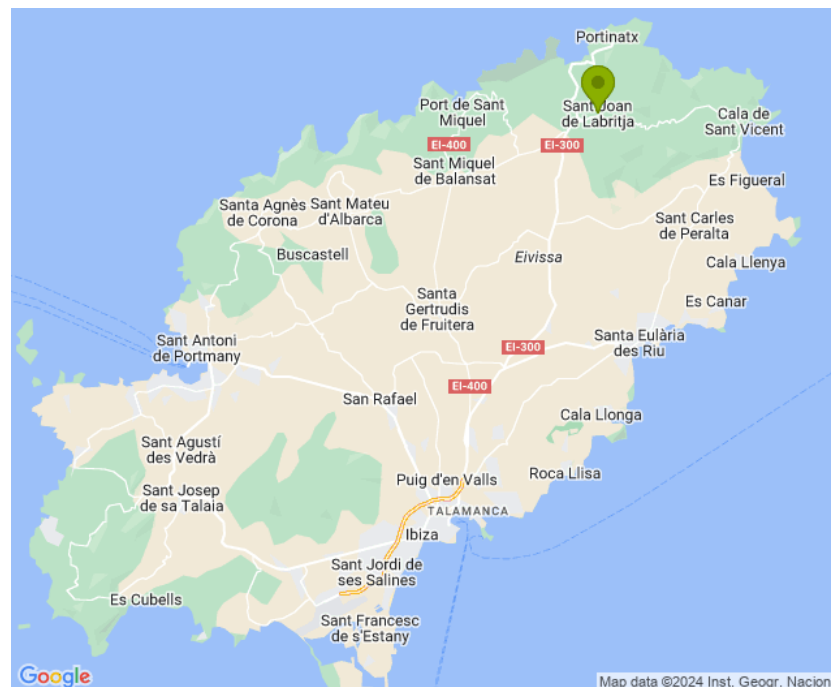 Portinatx
Sant Joan
de Labritja
Port de Sant
Miquel
Cala de
Sant Vicent
EI-400
EI-300
Sant Miquel
de Balansat
Es Figueral
Santa Agnès
de Corona
Sant Mateu
d'Albarca
Sant Carles
de Peralta
Buscastell
Eivissa
Cala Llenya
Santa
Gertrudis
de Fruitera
Es Canar
Sant Antoni
de Portmany
Santa Eulària
des Riu
EI-300
EI-400
San Rafael
Cala Llonga
Sant Agustí
des Vedrà
Roca Llisa
Puig d'en Valls
Sant Josep
de sa Talaia
TALAMANCA
Ibiza
Sant Jordi de
ses Salines
Es Cubells
Sant Francesc
de s'Estany
Google
Map data ©2024 Inst. Geogr. Nacion